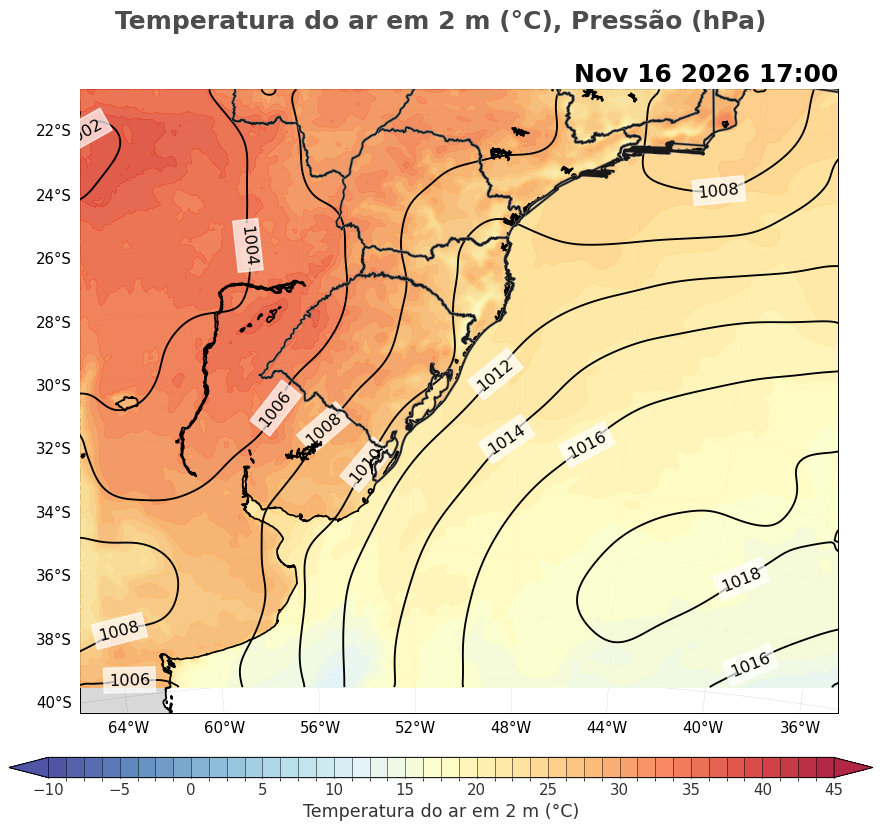 Temperatura do ar em 2 m (°C), Pressão (hPa)
Nov 16 2026 17:00
22°S
24°S
26°S
28°S
30°S
32°S
34°S
36°S
38°S
40°S
1008
1004
1012
1006
1008
1014
1016
1010
1018
1008
1016
1006
64°W 60°W 56°W 52°W 48°W 44°W 40°W 36°W
−10 −5 0 5 10 15 20 25 30 35 40 45
Temperatura do ar em 2 m (°C)